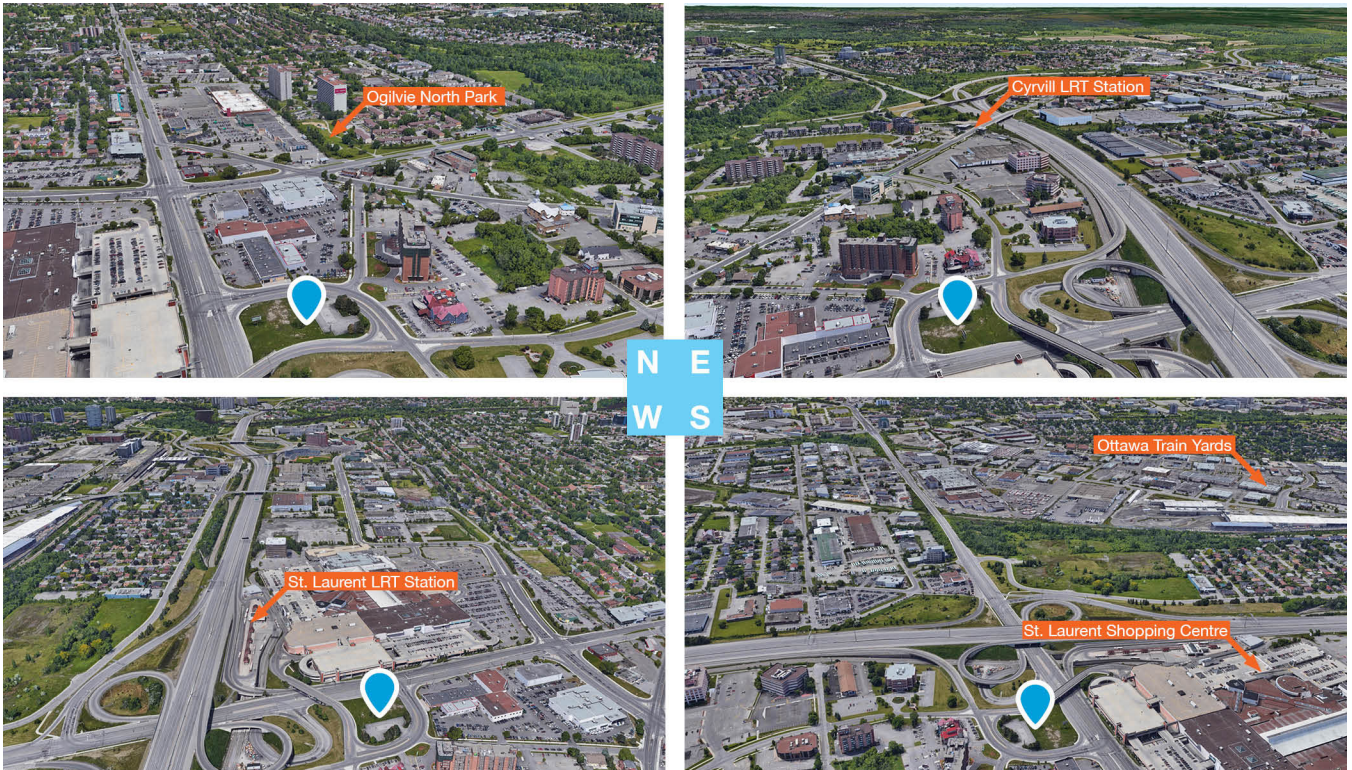 Ogilvie North Park
Cyrvill LRT Station
N E
W S
St. Laurent LRT Station
Ottawa Train Yards
St. Laurent Shopping Centre